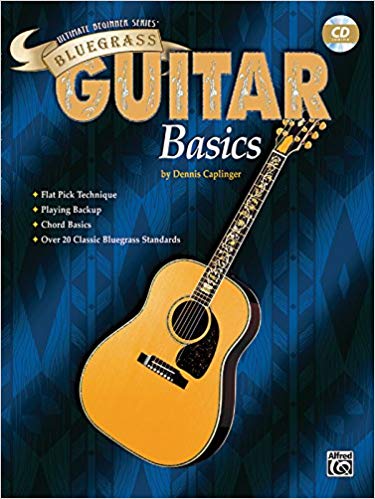 ULTIMATE BEGINNER SERIES®
BLUEGRASS
CD
GUITAR
Basics
by Dennis Caplinger
Flat Pick Technique
Playing Backup
Chord Basics
Over 20 Classic Bluegrass Standards
Alfred